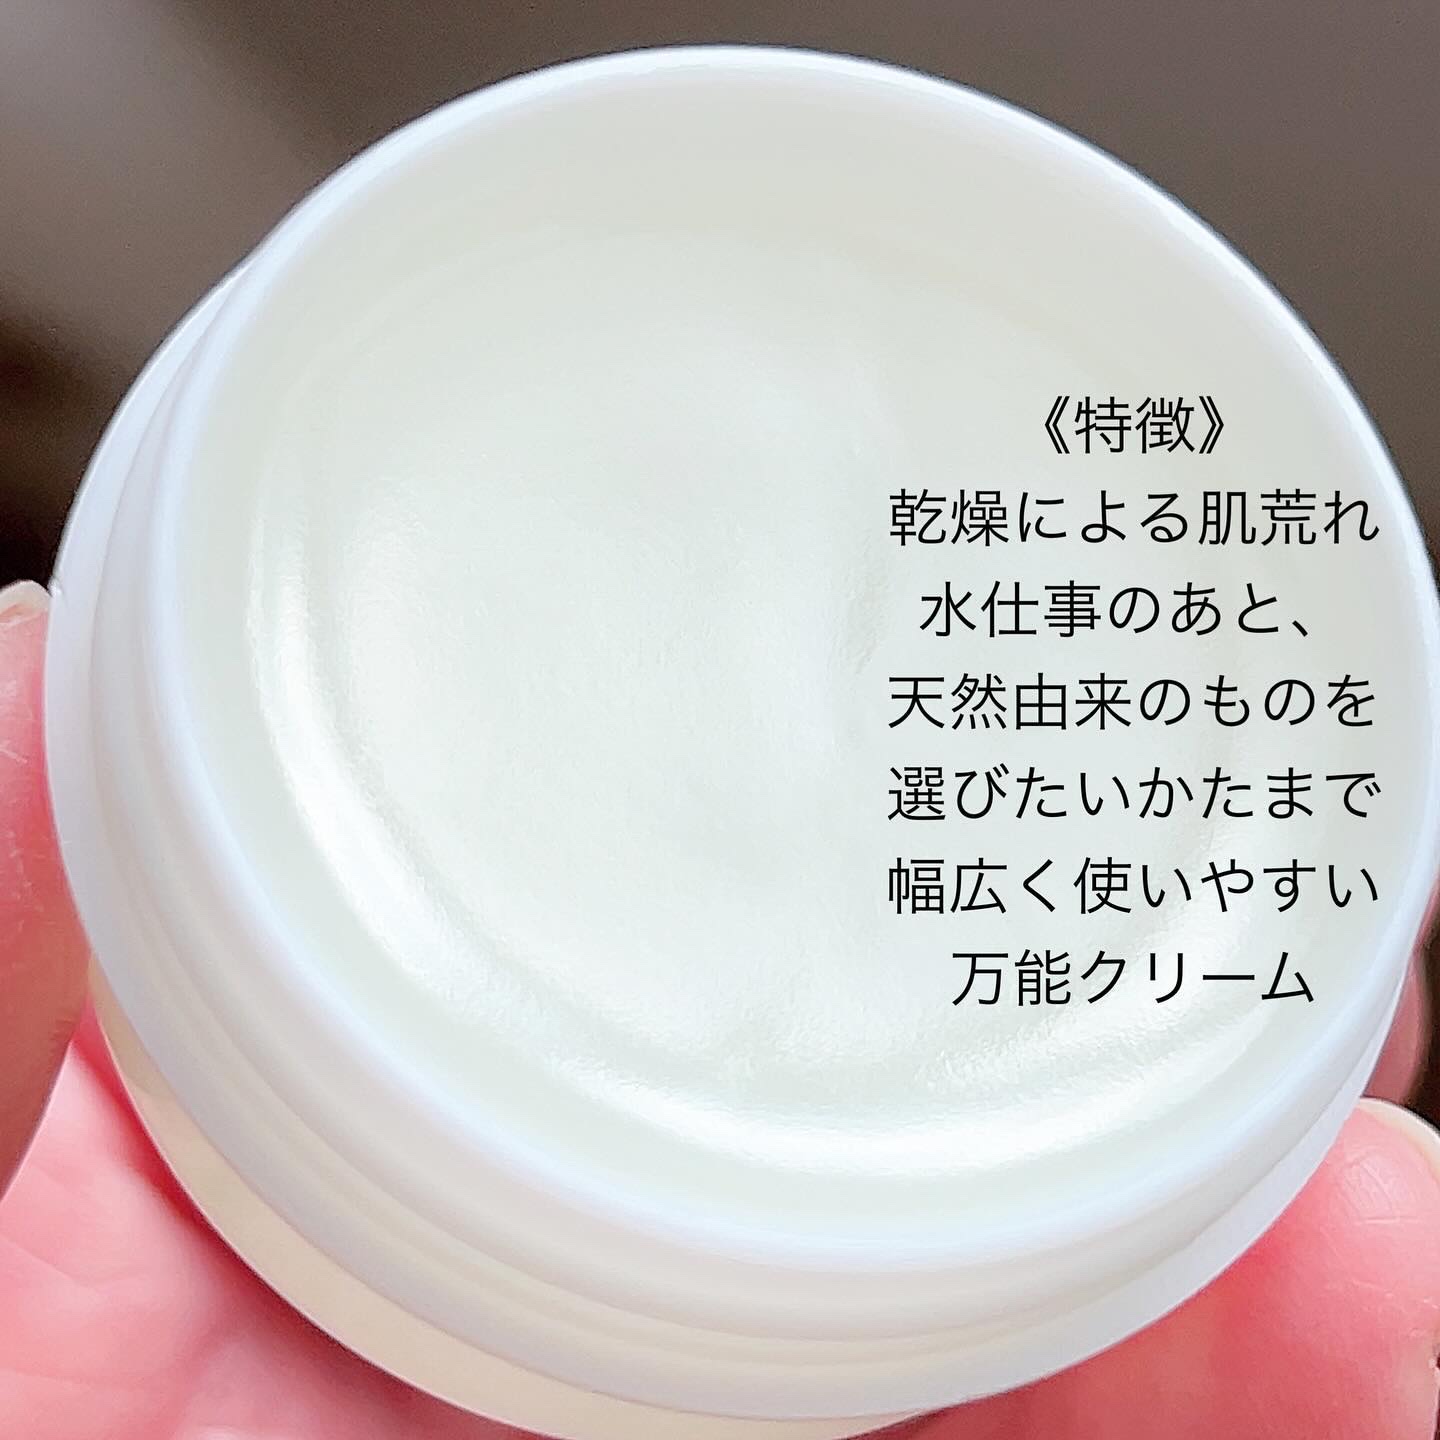 《特徴》
乾燥による肌荒れ
水仕事のあと、
天然由来のものを
選びたいかたまで
幅広く使いやすい
万能クリーム